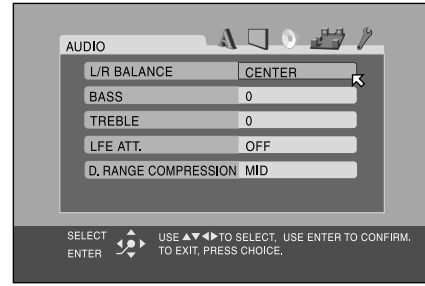 AUDIO
L/R BALANCE CENTER
BASS 0
TREBLE 0
LFE ATT. OFF
D. RANGE COMPRESSION MID
SELECT USE ▲▼◀▶TO SELECT, USE ENTER TO CONFIRM.
ENTER TO EXIT, PRESS CHOICE.